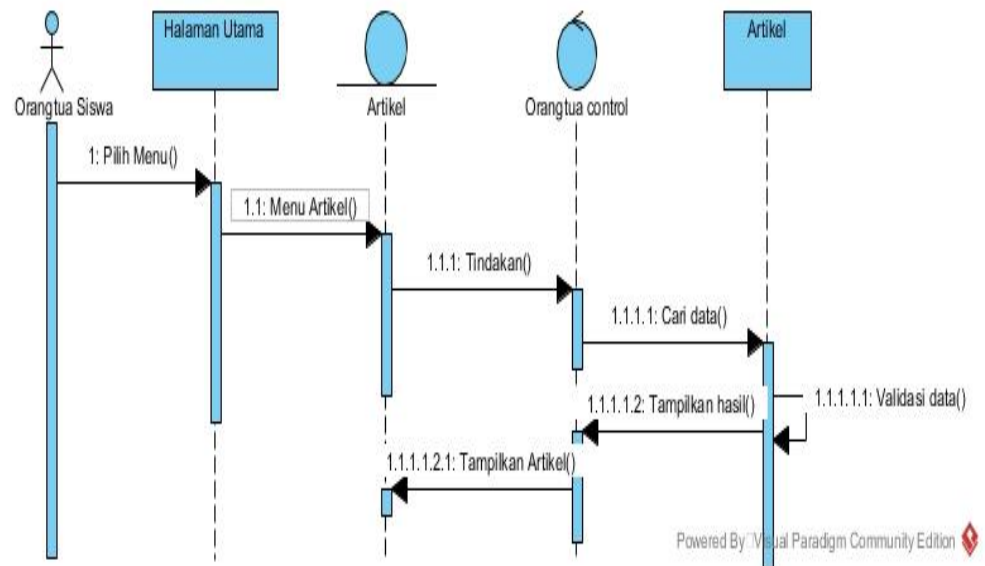 Halaman Utama
Artikel
Orangtua Siswa
Artikel
Orangtua control
1: Pilih Menu()
1.1: Menu Artikel()
1.1.1: Tindakan()
1.1.1.1: Cari data()
1.1.1.1.1: Validasi data()
1.1.1.1.2: Tampilkan hasil()
1.1.1.1.2.1: Tampilkan Artikel()
Powered By Visual Paradigm Community Edition